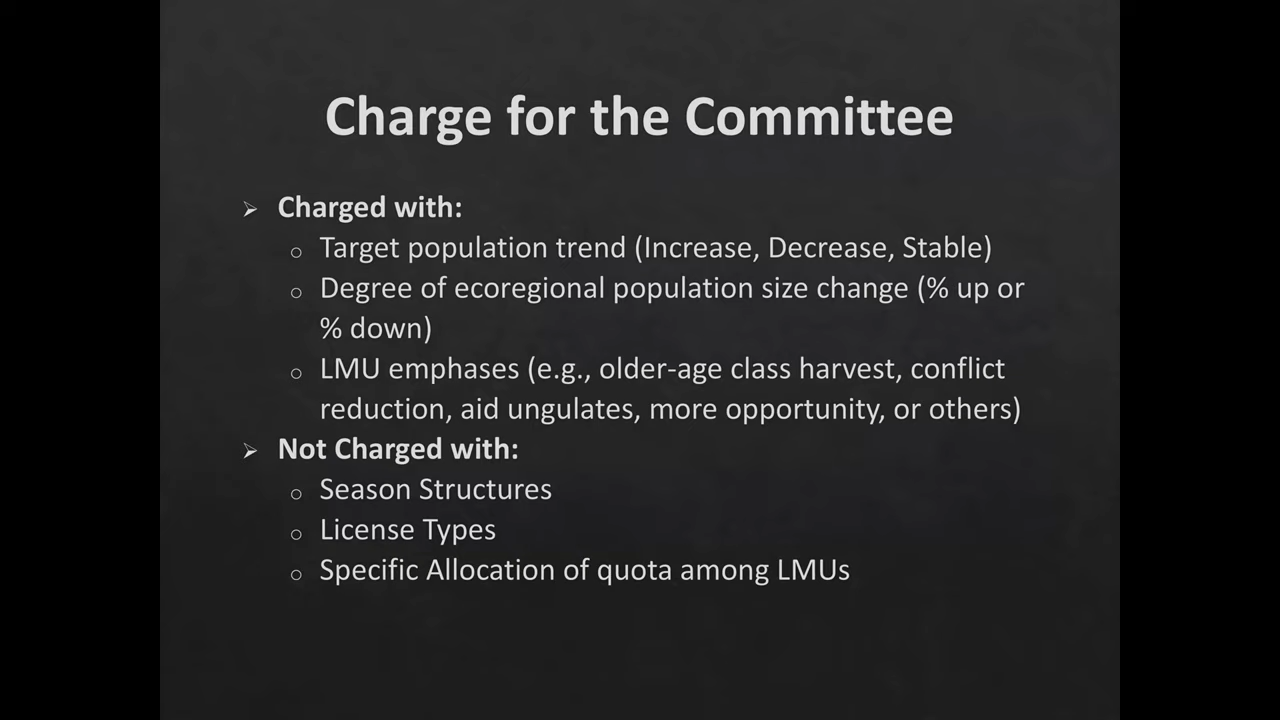 Charge for the Committee
Charged with:
Target population trend (Increase, Decrease, Stable)
Degree of ecoregional population size change (% up or
% down)
LMU emphases (e.g., older-age class harvest, conflict
reduction, aid ungulates, more opportunity, or others)
Not Charged with:
Season Structures
License Types
Specific Allocation of quota among LMUs